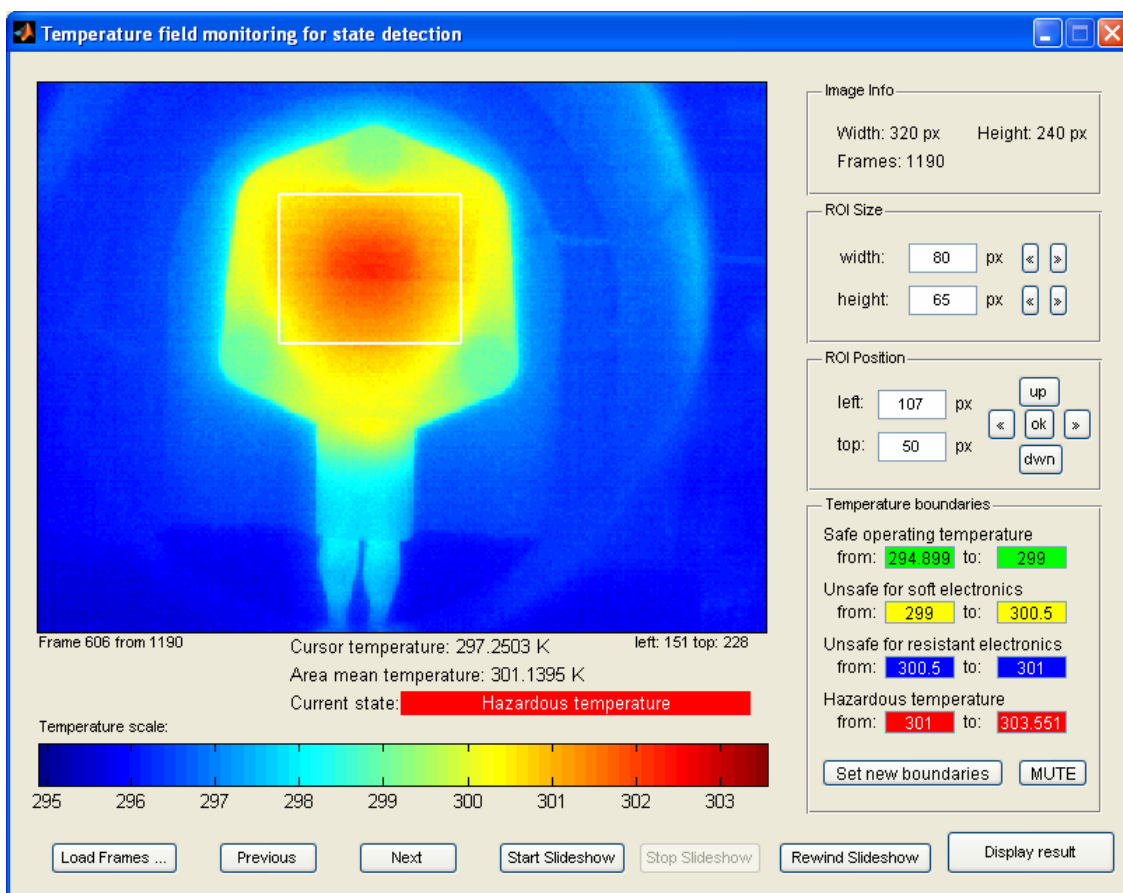 Temperature field monitoring for state detection
Image Info
Width: 320 px Height: 240 px
Frames: 1190
ROI Size
width: 80 px « »
height: 65 px « »
ROI Position
left: 107 px
top: 50 px
up
« ok »
dwn
Temperature boundaries
Safe operating temperature
from: 294.899 to: 299
Unsafe for soft electronics
from: 299 to: 300.5
Unsafe for resistant electronics
from: 300.5 to: 301
Hazardous temperature
from: 301 to: 303.551
Set new boundaries MUTE
Frame 606 from 1190
Cursor temperature: 297.2503 K
left: 151 top: 228
Area mean temperature: 301.1395 K
Current state: Hazardous temperature
Temperature scale:
295 296 297 298 299 300 301 302 303
Load Frames ... Previous Next Start Slideshow Stop Slideshow Rewind Slideshow Display result